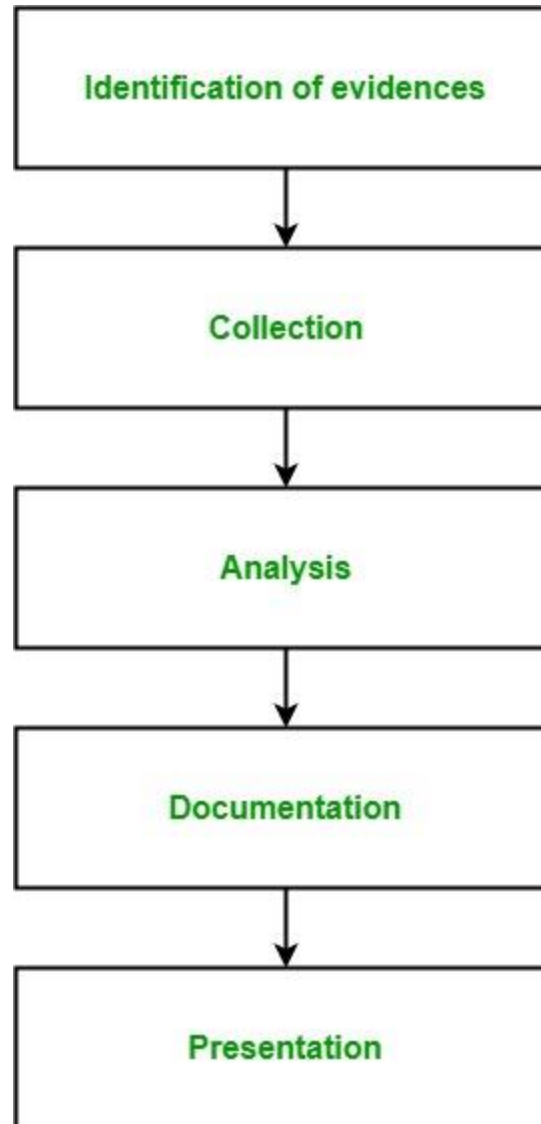 Identification of evidences
Collection
Analysis
Documentation
Presentation